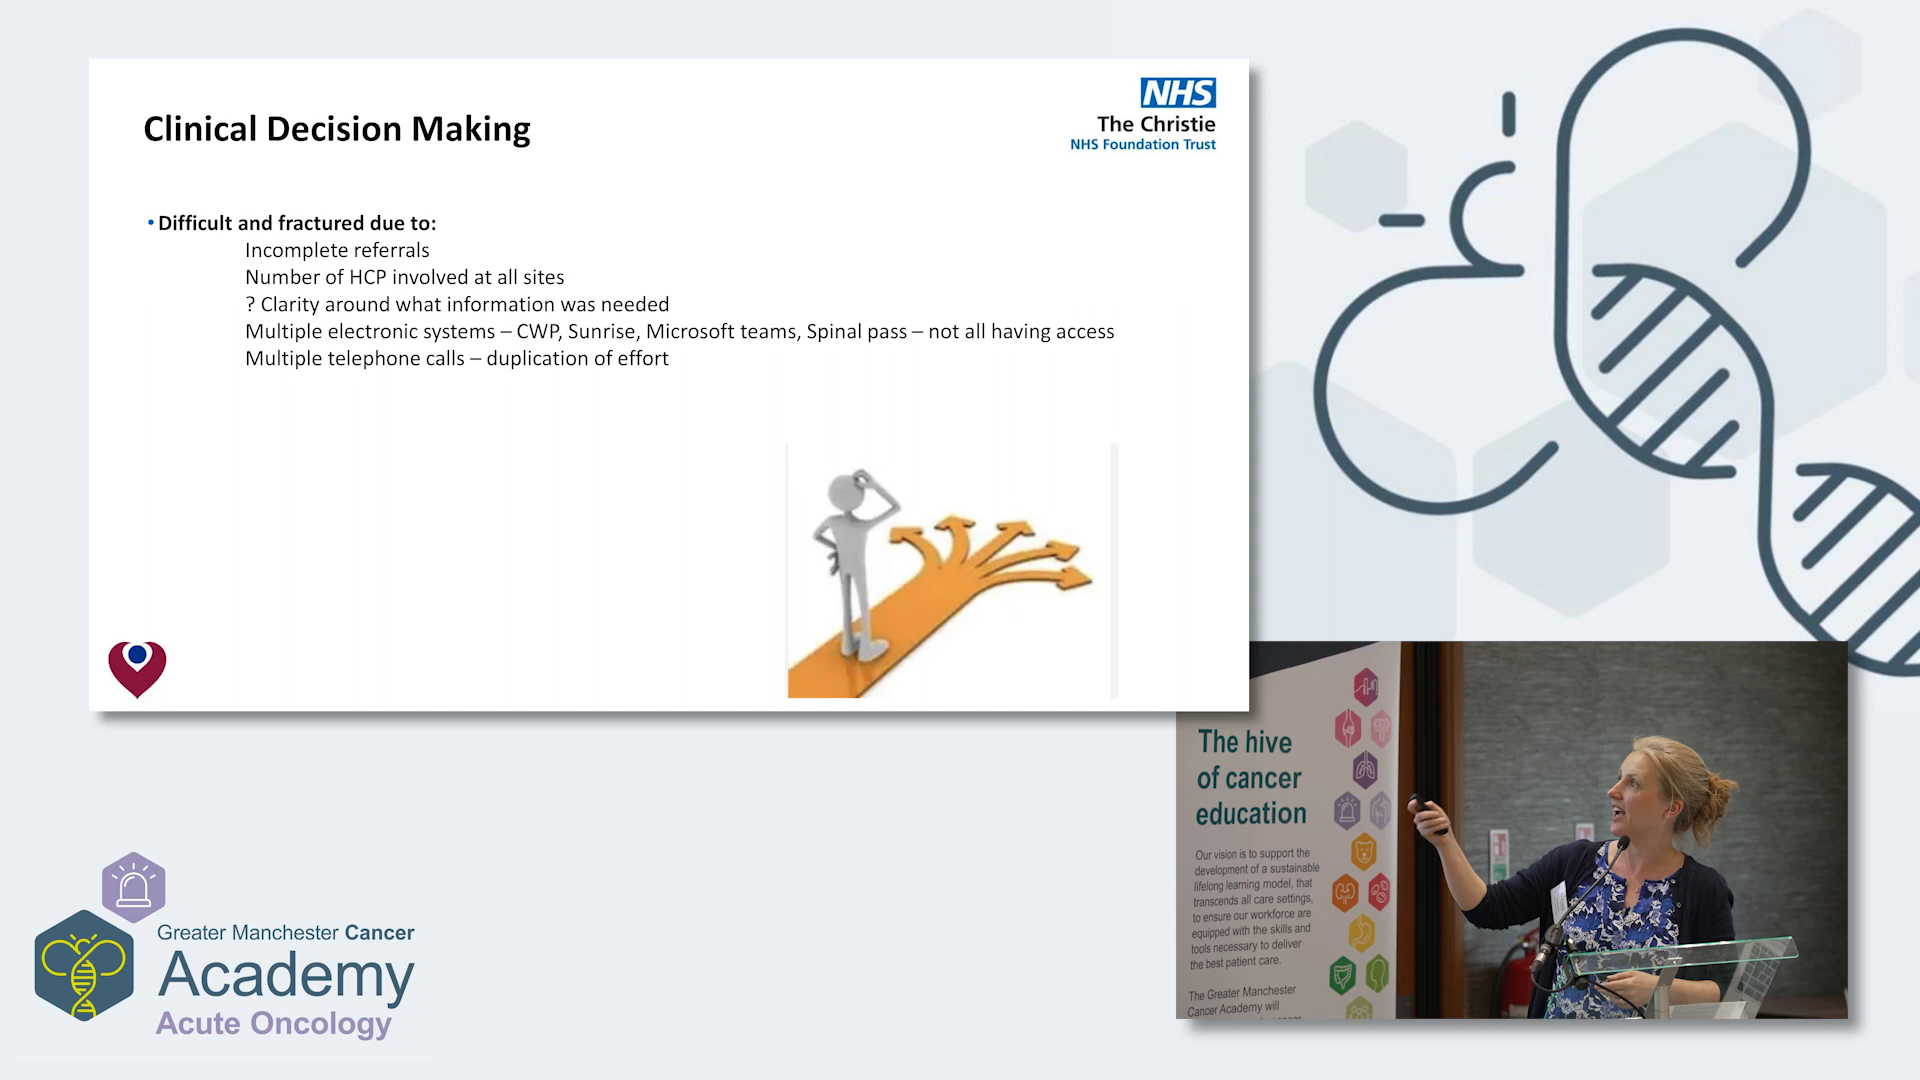 Clinical Decision Making
NHS
The Christie
NHS Foundation Trust
• Difficult and fractured due to:
Incomplete referrals
Number of HCP involved at all sites
? Clarity around what information was needed
Multiple electronic systems – CWP, Sunrise, Microsoft teams, Spinal pass – not all having access
Multiple telephone calls – duplication of effort
The hive
of cancer
education
Our vision is to support the
development of a sustainable
lifelong learning model, that
transcends all care settings,
to ensure our workforce are
equipped with the skills and
tools necessary to deliver
the best patient care.
The Greater Manchester
Cancer Academy will
Greater Manchester Cancer
Academy
Acute Oncology